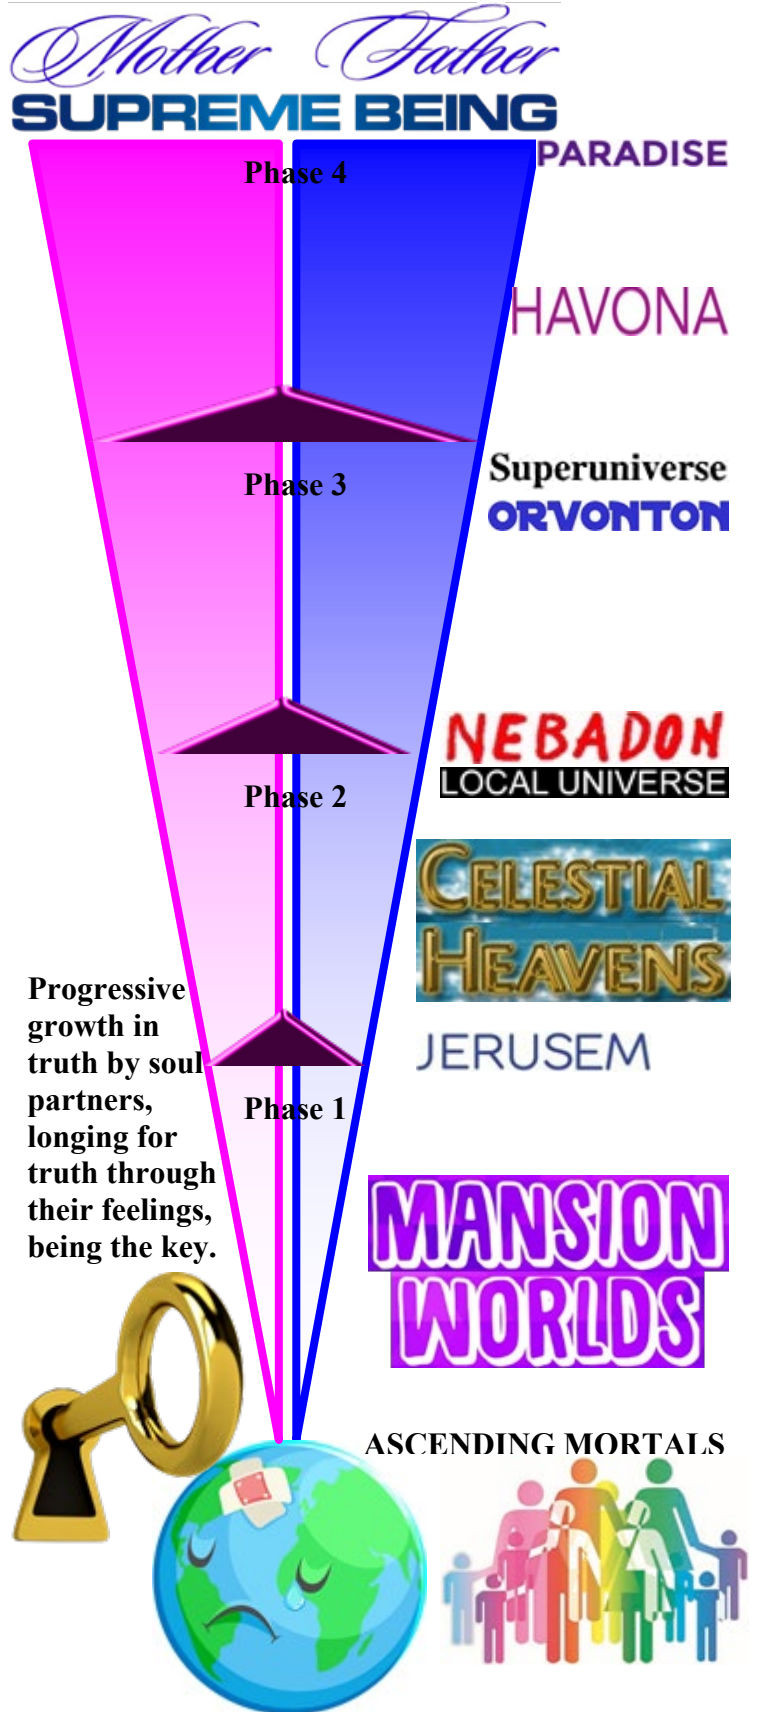 Mother Father
SUPREME BEING
PARADISE
Phase 4
HAVONA
Superuniverse
Phase 3
ORVONTON
NEBADON
LOCAL UNIVERSE
Phase 2
CELESTIAL
HEAVENS
Progressive
growth in
truth by soul
partners,
longing for
truth through
their feelings,
being the key.
JERUSEM
Phase 1
MANSION
WORLDS
ASCENDING MORTALS